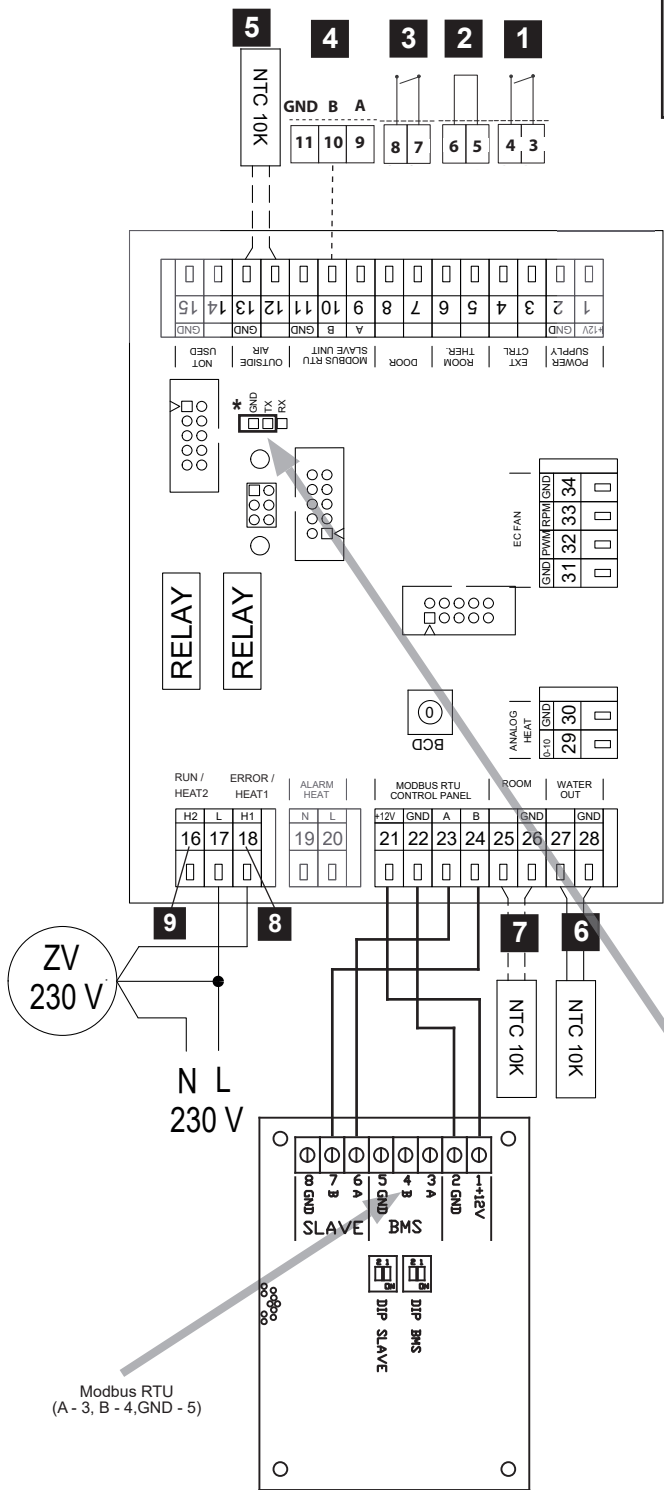 5 4 3 2 1
NTC 10K
GND B A
11 10 9 8 7 6 5 4 3
15 14 13 12 11 10 9 8 7 6 5 4 3 2 1
GND GND GND B A GND +12V
NOT USED
OUTSIDE AIR
MODBUS RTU SLAVE UNIT
DOOR
ROOM THER.
EXT CTRL
POWER SUPPLY
*
GND
TX
RX
EC FAN
GND 34
RPM 33
PWM 32
GND 31
RELAY
RELAY
0
BCD
ANALOG HEAT
GND 30
0-10 29
RUN / HEAT2
ERROR / HEAT1
ALARM HEAT
MODBUS RTU CONTROL PANEL
ROOM
WATER OUT
H2 L H1 N L +12V GND A B GND GND
16 17 18 19 20 21 22 23 24 25 26 27 28
9 8 7 6
ZV
230 V
NTC 10K
NTC 10K
N L
230 V
8 GND
7 B
6 A
5 GND
4 B
3 A
2 GND
1 +12V
SLAVE BMS
2 1
ON
2 1
ON
DIP SLAVE
DIP BMS
Modbus RTU
(A - 3, B - 4,GND - 5)